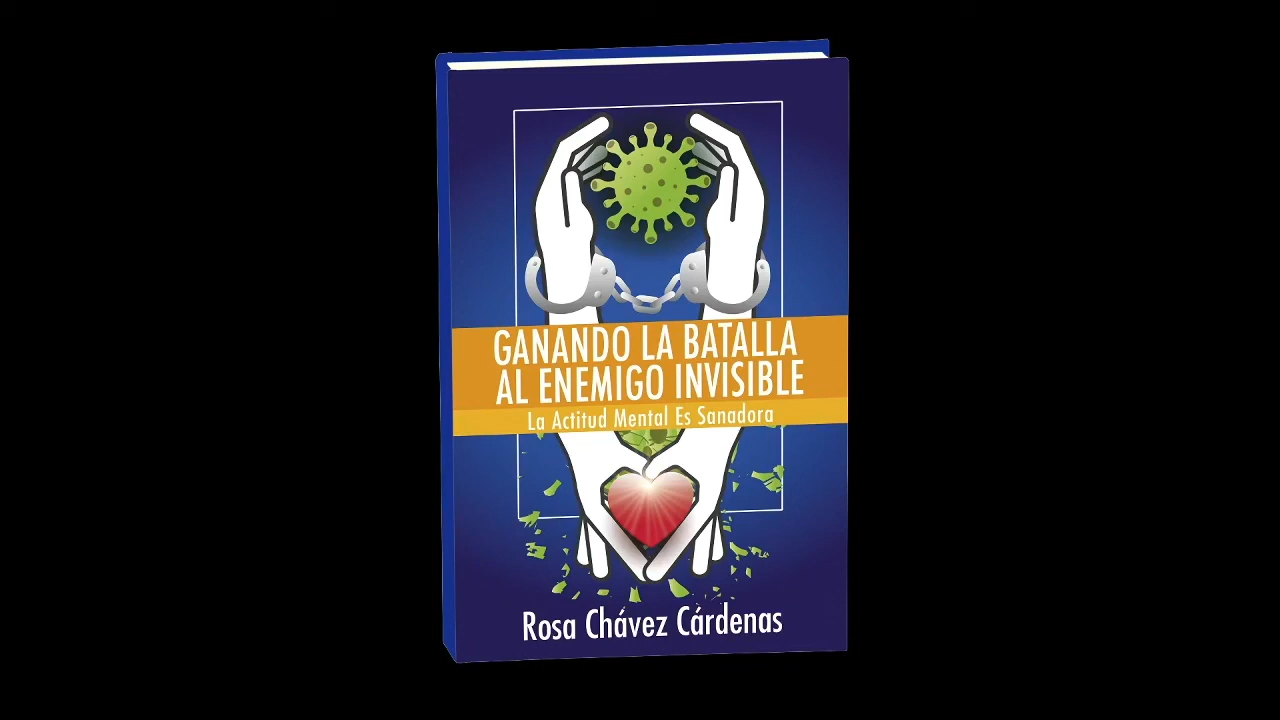 GANANDO LA BATALLA
AL ENEMIGO INVISIBLE
La Actitud Mental Es Sanadora
Rosa Chávez Cárdenas